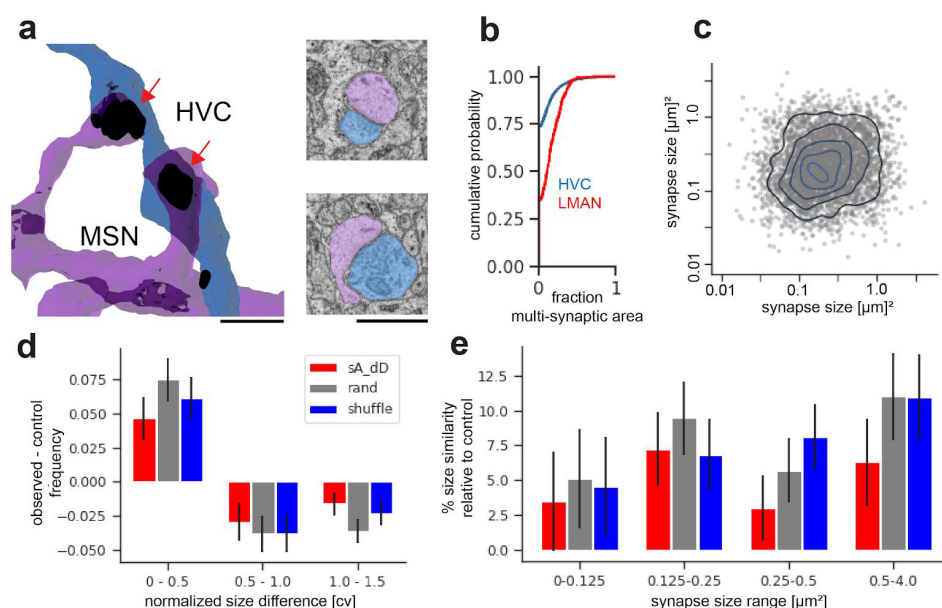 a
HVC
MSN
b
cumulative probability
1.00
0.75
0.50
0.25
0.00
HVC
LMAN
0
1
fraction
multi-synaptic area
c
synapse size [µm]²
1.0
0.1
0.01
0.01
0.1
1.0
synapse size [µm]²
d
observed - control
frequency
0.075
0.050
0.025
0.000
−0.025
−0.050
sA_dD
rand
shuffle
0 - 0.5
0.5 - 1.0
1.0 - 1.5
normalized size difference [cv]
e
% size similarity
relative to control
12.5
10.0
7.5
5.0
2.5
0.0
0-0.125
0.125-0.25
0.25-0.5
0.5-4.0
synapse size range [µm²]